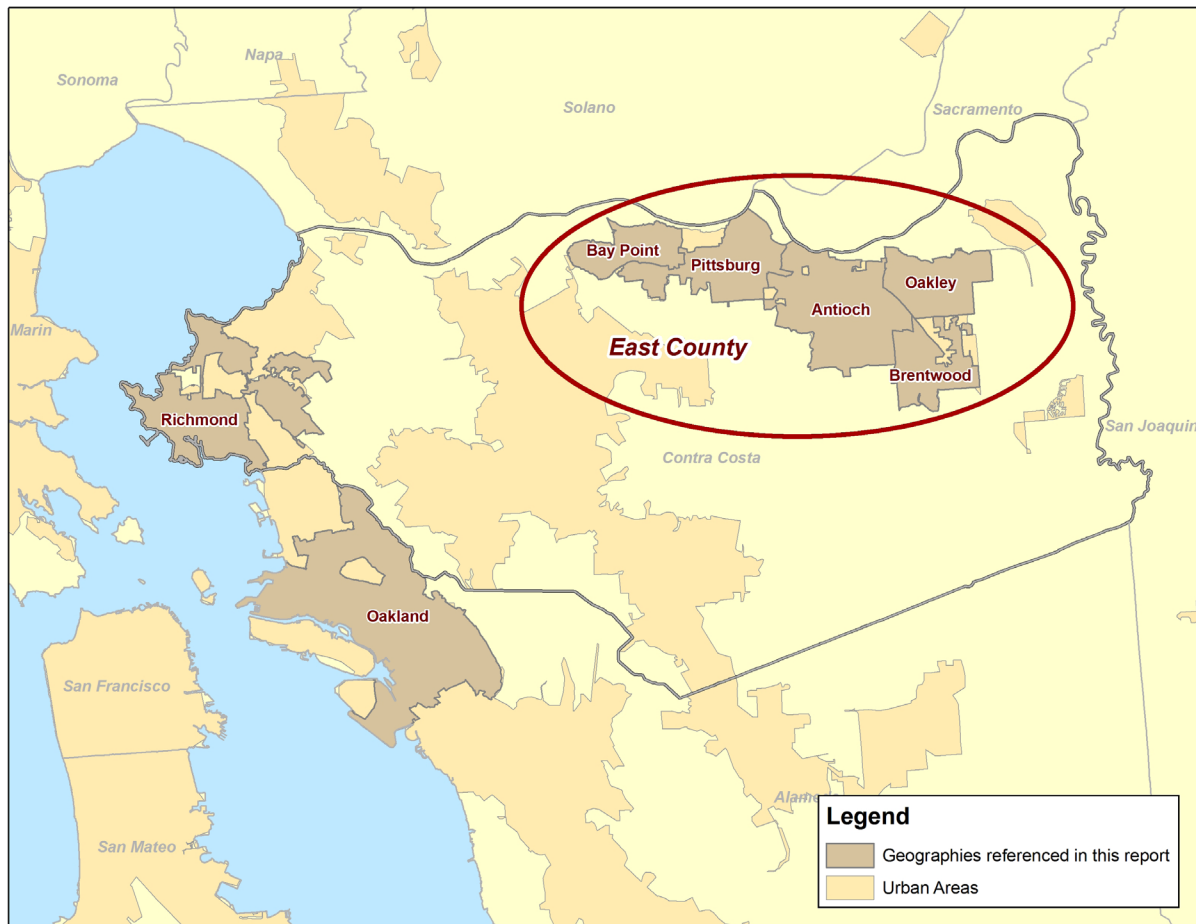 Napa
Sonoma
Solano
Sacramento
Bay Point
Pittsburg
Oakley
Antioch
Marin
East County
Brentwood
Richmond
San Joaquin
Contra Costa
Oakland
San Francisco
Alameda
San Mateo
Legend
Geographies referenced in this report
Urban Areas